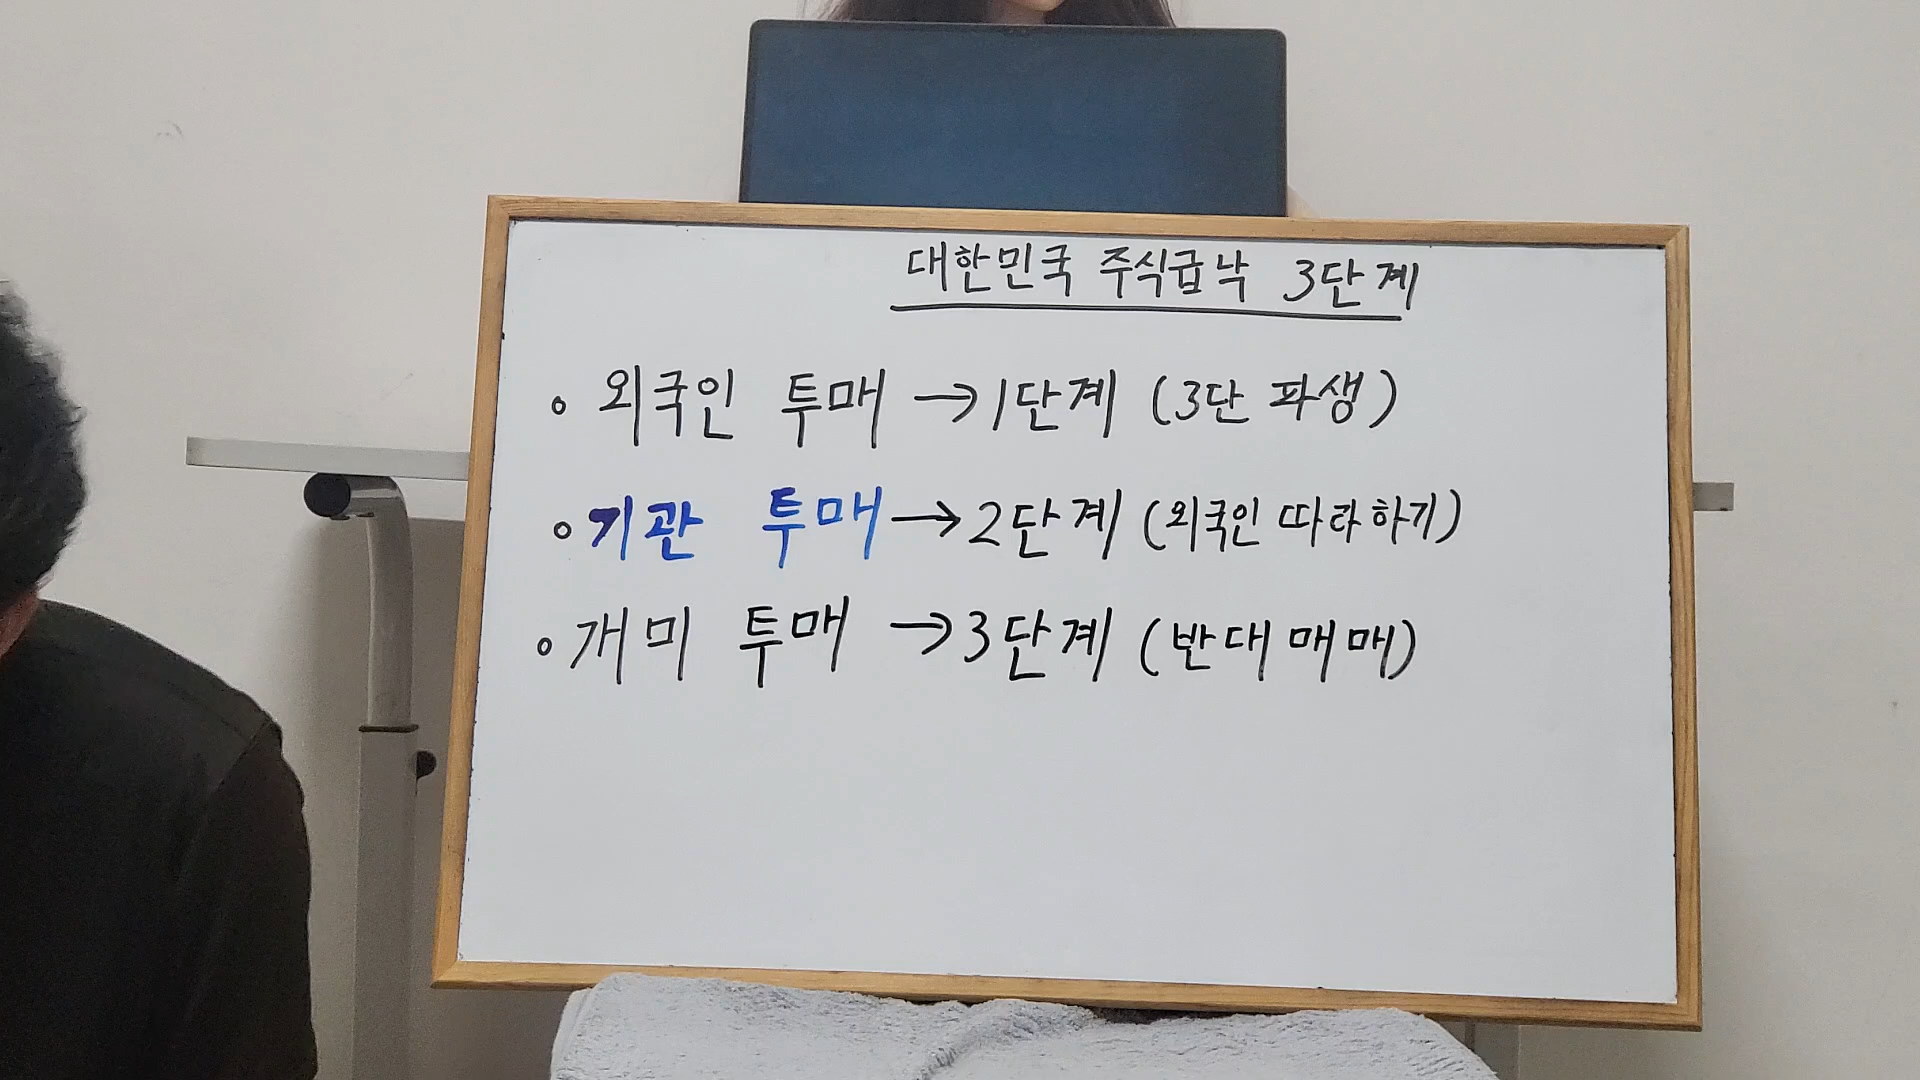 대한민국 주식급낙 3단계
• 외국인 투매 →1단계 (3단 파생)
• 기관 투매→2단계 (외국인 따라하기)
• 개미 투매 →3단계 (반대매매)